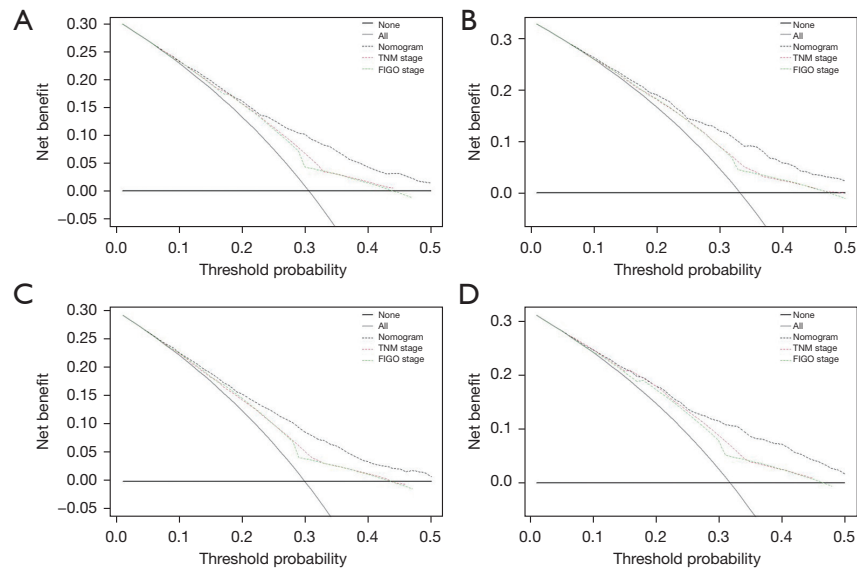 A
0.30
0.25
0.20
0.15
0.10
0.05
0.00
−0.05
Net benefit
None
All
Nomogram
TNM stage
FIGO stage
0.0 0.1 0.2 0.3 0.4 0.5
Threshold probability
B
0.3
0.2
0.1
0.0
Net benefit
None
All
Nomogram
TNM stage
FIGO stage
0.0 0.1 0.2 0.3 0.4 0.5
Threshold probability
C
0.30
0.25
0.20
0.15
0.10
0.05
0.00
−0.05
Net benefit
None
All
Nomogram
TNM stage
FIGO stage
0.0 0.1 0.2 0.3 0.4 0.5
Threshold probability
D
0.3
0.2
0.1
0.0
Net benefit
None
All
Nomogram
TNM stage
FIGO stage
0.0 0.1 0.2 0.3 0.4 0.5
Threshold probability